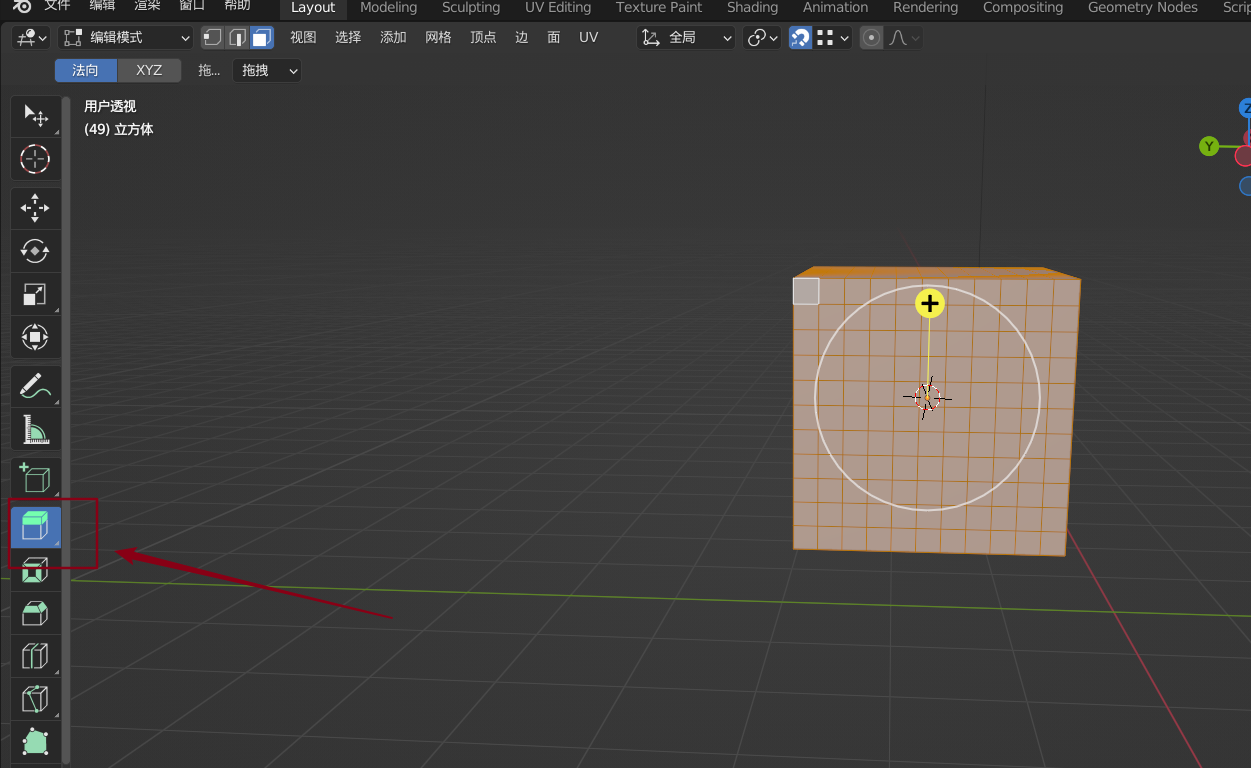 文件 编辑 渲染 窗口 帮助 Layout Modeling Sculpting UV Editing Texture Paint Shading Animation Rendering Compositing Geometry Nodes Scrip
编辑模式 视图 选择 添加 网格 顶点 边 面 UV 全局
法向 XYZ 拖... 拖拽
用户透视
(49) 立方体
Z
Y